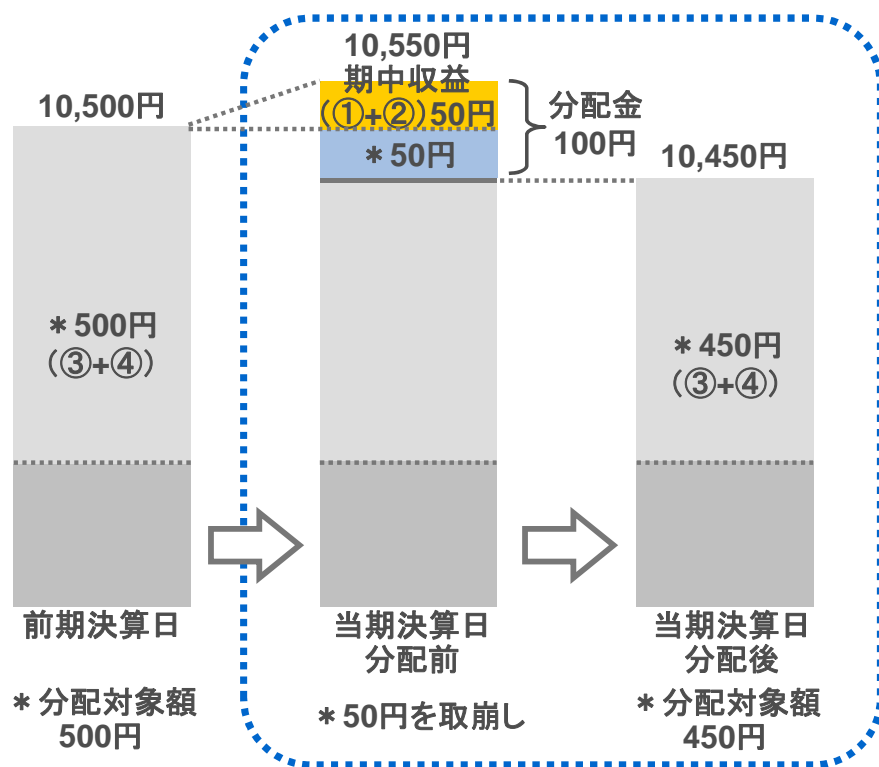 10,500円
＊500円
（③+④）
前期決算日
＊分配対象額
500円
10,550円
期中収益
（①+②）50円
＊50円
分配金
100円
当期決算日
分配前
＊50円を取崩し
10,450円
＊450円
（③+④）
当期決算日
分配後
＊分配対象額
450円